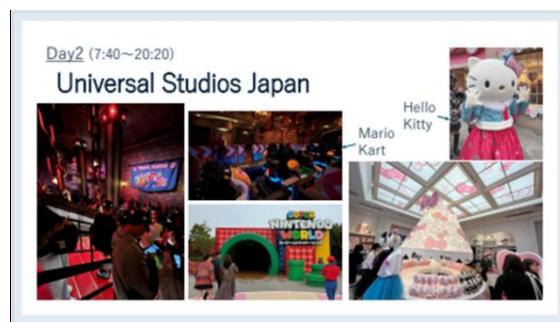 Day2 (7:40～20:20)
Universal Studios Japan
Hello
Kitty
Mario
Kart
SUPER
NINTENDO
WORLD